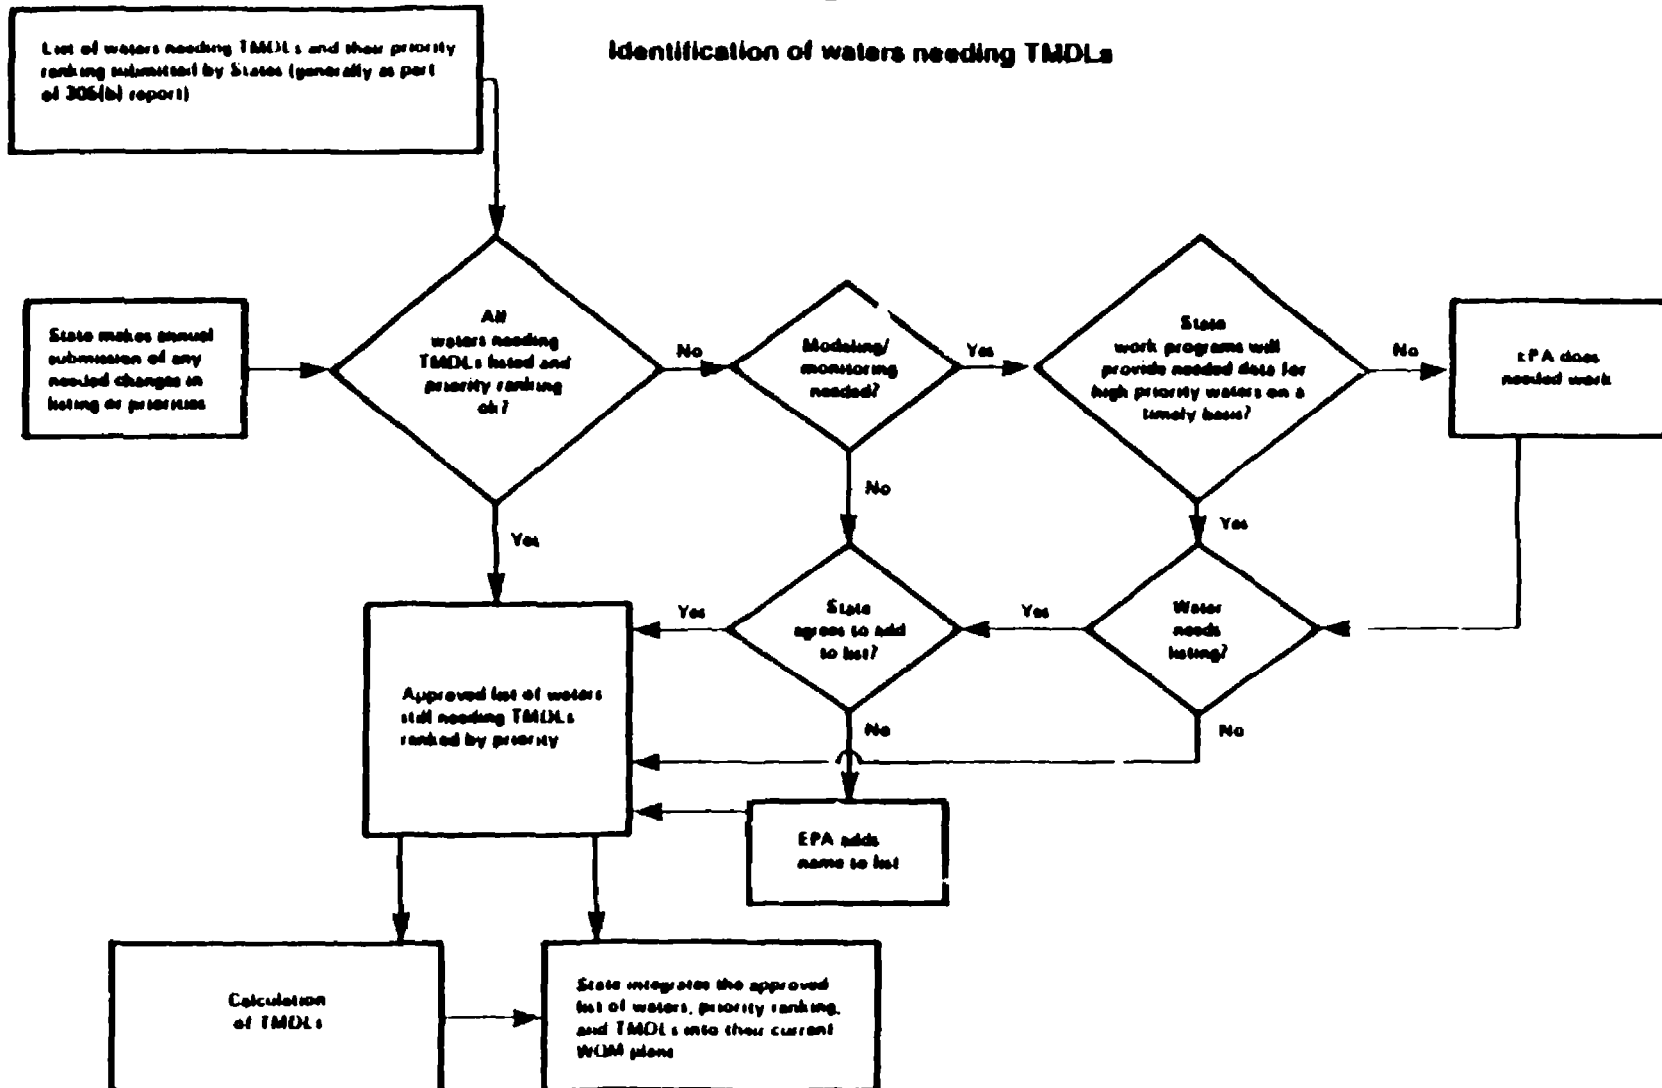 Identification of waters needing TMDLs
List of waters needing TMDLs and their priority
ranking submitted by States (generally as part
of 305(b) report)
State makes annual
submission of any
needed changes in
listing or priorities
All
waters needing
TMDLs listed and
priority ranking
ok?
No
Modeling/
monitoring
needed?
Yes
State
work programs will
provide needed data for
high priority waters on a
timely basis?
No
EPA does
needed work
Yes
No
Yes
Approved list of waters
still needing TMDLs
ranked by priority
Yes
State
agrees to add
to list?
Yes
Water
needs
listing?
No
No
EPA adds
name to list
Calculation
of TMDLs
State integrates the approved
list of waters, priority ranking,
and TMDLs into their current
WQM plans